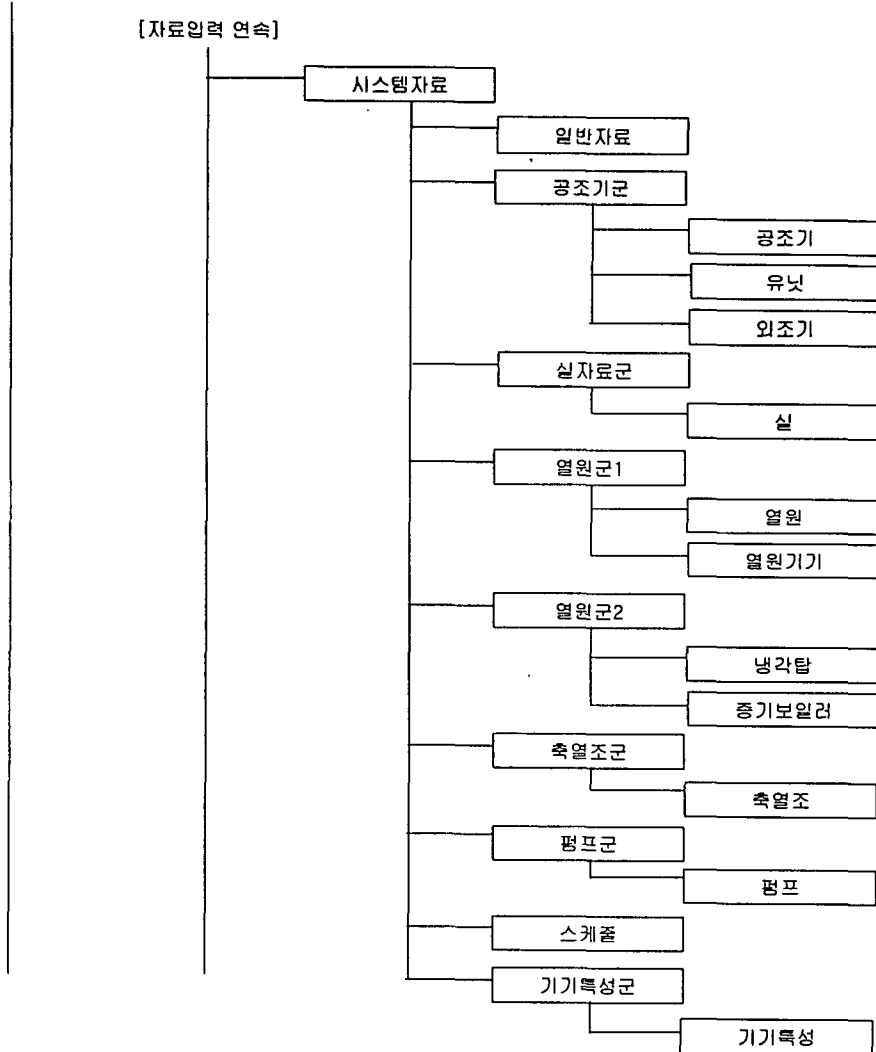 [자료입력 연속]
시스템자료
일반자료
공조기군
공조기
유닛
외조기
실자료군
실
열원군1
열원
열원기기
열원군2
냉각탑
증기보일러
축열조군
축열조
펌프군
펌프
스케줄
기기특성군
기기특성